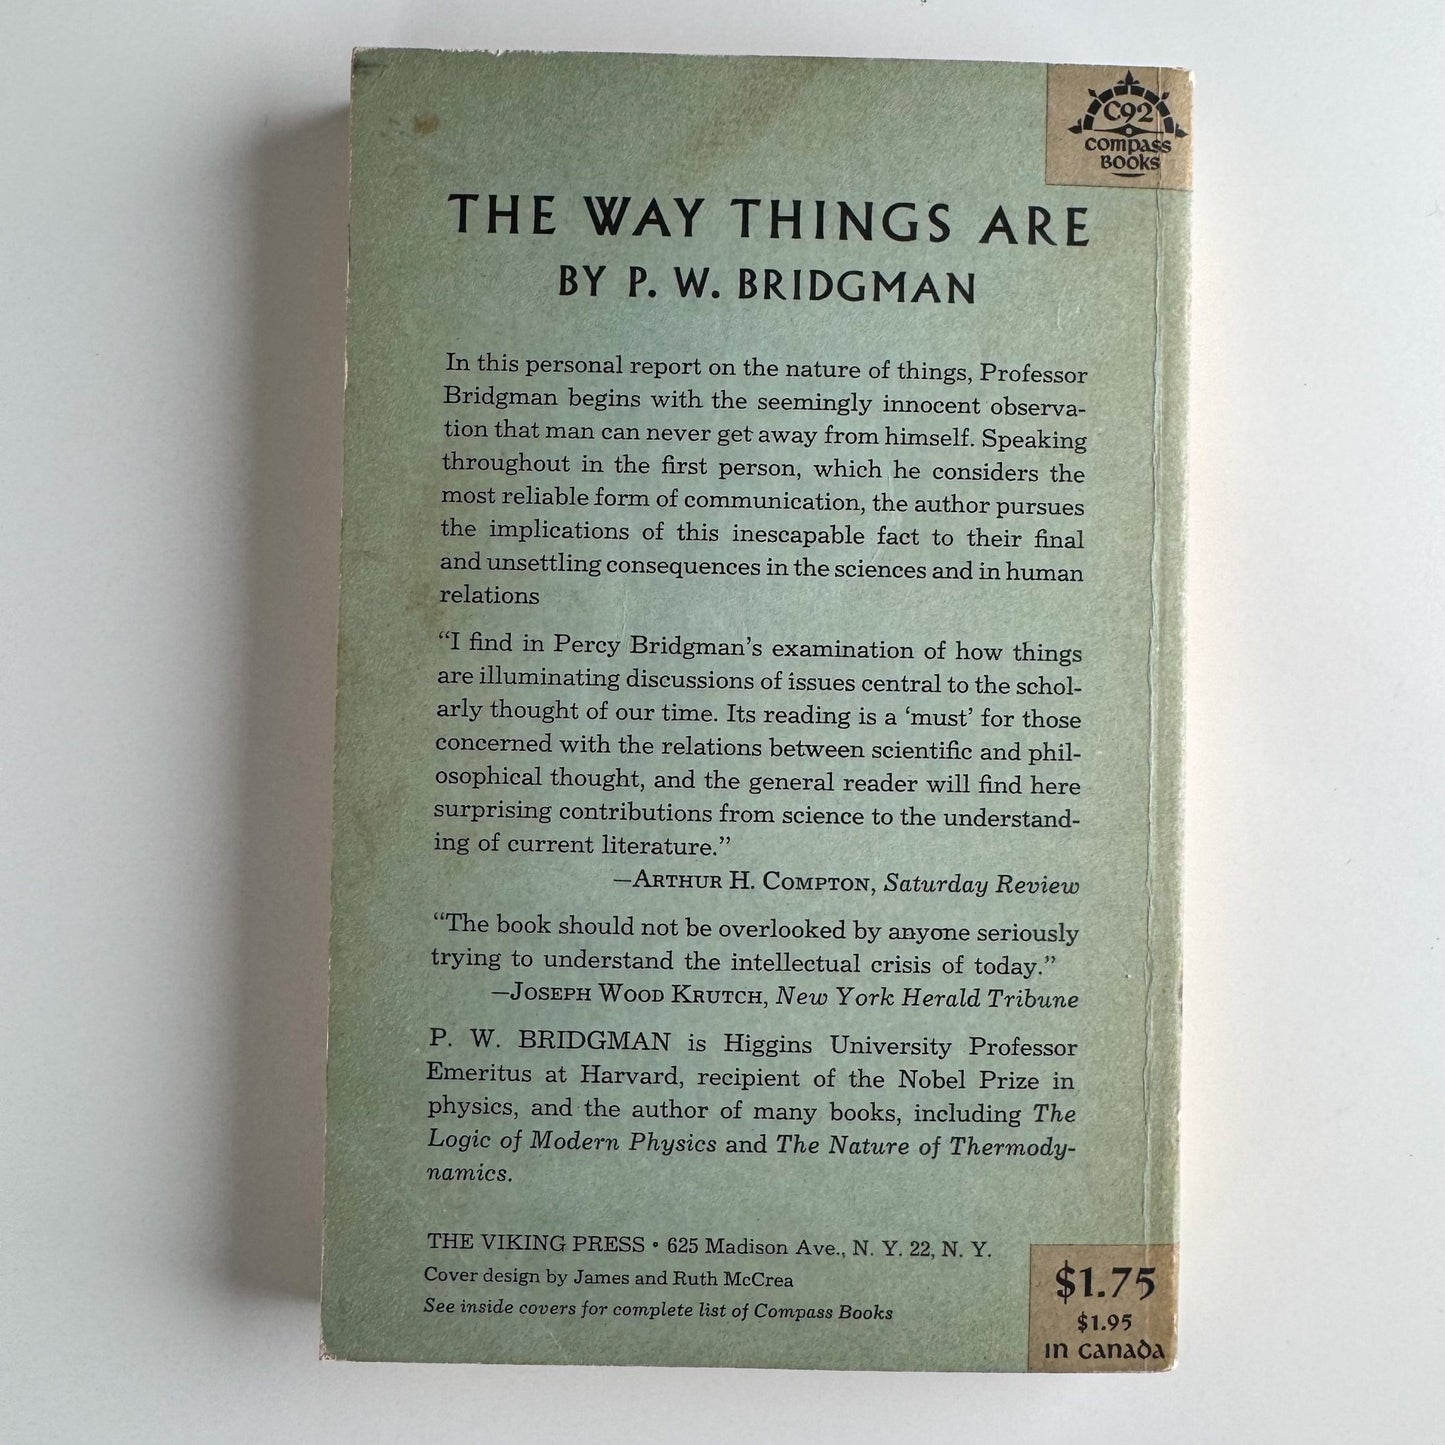 C92
compass
BOOKS
THE WAY THINGS ARE
BY P. W. BRIDGMAN
In this personal report on the nature of things, Professor
Bridgman begins with the seemingly innocent observa-
tion that man can never get away from himself. Speaking
throughout in the first person, which he considers the
most reliable form of communication, the author pursues
the implications of this inescapable fact to their final
and unsettling consequences in the sciences and in human
relations
“I find in Percy Bridgman’s examination of how things
are illuminating discussions of issues central to the schol-
arly thought of our time. Its reading is a ‘must’ for those
concerned with the relations between scientific and phil-
osophical thought, and the general reader will find here
surprising contributions from science to the understand-
ing of current literature.”
—ARTHUR H. COMPTON, Saturday Review
“The book should not be overlooked by anyone seriously
trying to understand the intellectual crisis of today.”
—JOSEPH WOOD KRUTCH, New York Herald Tribune
P. W. BRIDGMAN is Higgins University Professor
Emeritus at Harvard, recipient of the Nobel Prize in
physics, and the author of many books, including The
Logic of Modern Physics and The Nature of Thermody-
namics.
THE VIKING PRESS • 625 Madison Ave., N. Y. 22, N. Y.
Cover design by James and Ruth McCrea
See inside covers for complete list of Compass Books
$1.75
$1.95
in canada